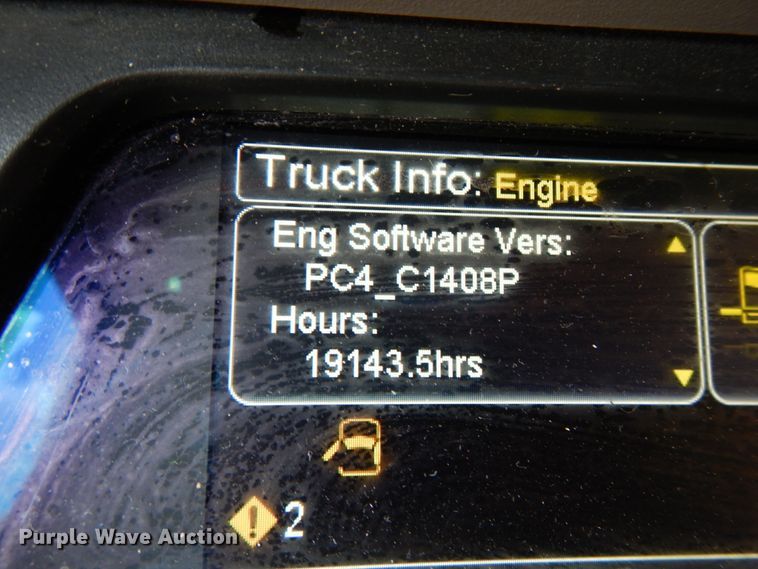 Truck Info: Engine
Eng Software Vers:
PC4_C1408P
Hours:
19143.5hrs
2
Purple Wave Auction